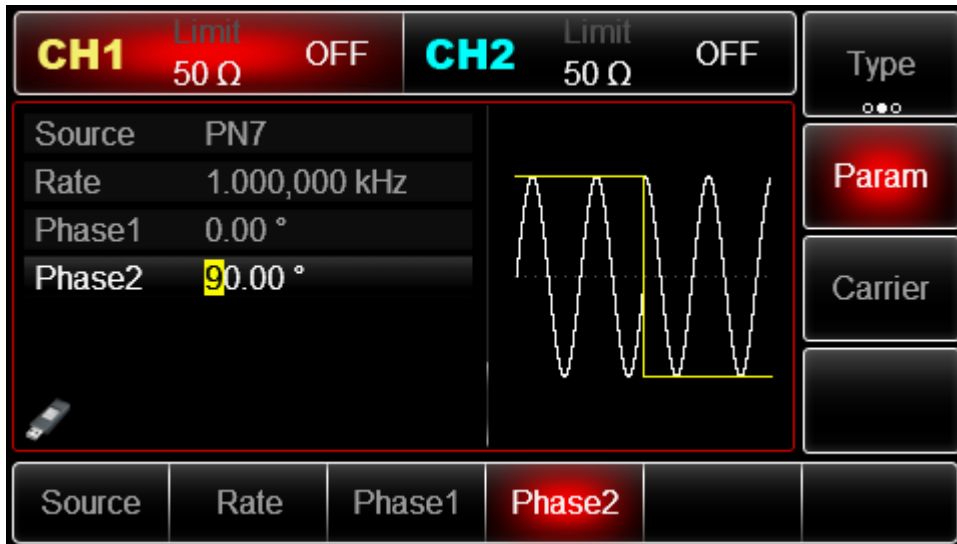 CH1 Limit 50 Ω OFF
CH2 Limit 50 Ω OFF
Type
Source PN7
Rate 1.000,000 kHz
Phase1 0.00 °
Phase2 90.00 °
Param
Carrier
Source Rate Phase1 Phase2